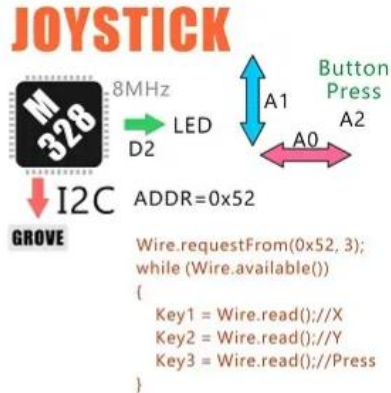 JOYSTICK
M
328
8MHz
LED
D2
A1
A0
Button
Press
A2
I2C ADDR=0x52
GROVE
Wire.requestFrom(0x52, 3);
while (Wire.available())
{
Key1 = Wire.read();//X
Key2 = Wire.read();//Y
Key3 = Wire.read();//Press
}